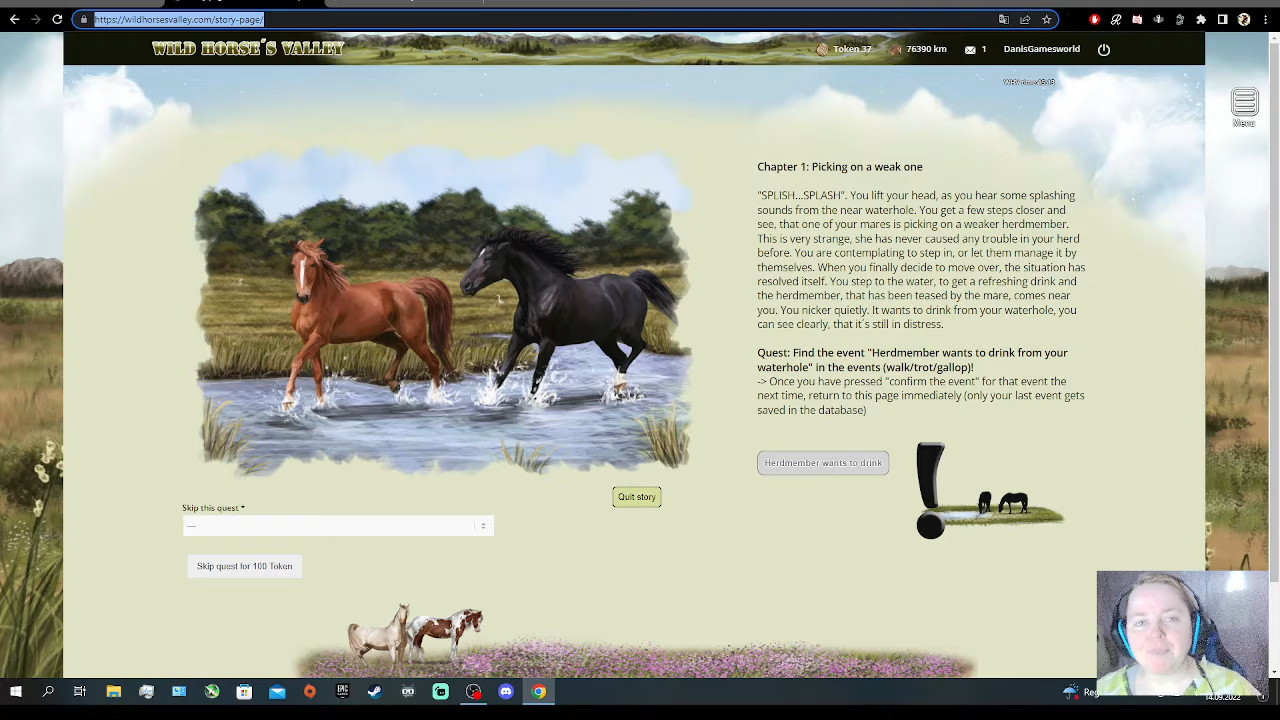 https://wildhorsesvalley.com/story-page/
WILD HORSE´S VALLEY
Token 37
76390 km
1
DanisGamesworld
Menu
Chapter 1: Picking on a weak one
"SPLISH...SPLASH". You lift your head, as you hear some splashing
sounds from the near waterhole. You get a few steps closer and
see, that one of your mares is picking on a weaker herdmember.
This is very strange, she has never caused any trouble in your herd
before. You are contemplating to step in, or let them manage it by
themselves. When you finally decide to move over, the situation has
resolved itself. You step to the water, to get a refreshing drink and
the herdmember, that has been teased by the mare, comes near
you. You nicker quietly. It wants to drink from your waterhole, you
can see clearly, that it´s still in distress.
Quest: Find the event "Herdmember wants to drink from your
waterhole" in the events (walk/trot/gallop)!
-> Once you have pressed "confirm the event" for that event the
next time, return to this page immediately (only your last event gets
saved in the database)
Herdmember wants to drink
Quit story
Skip this quest *
—
Skip quest for 100 Token
EPIC
GAMES
Reg
14.09.2022